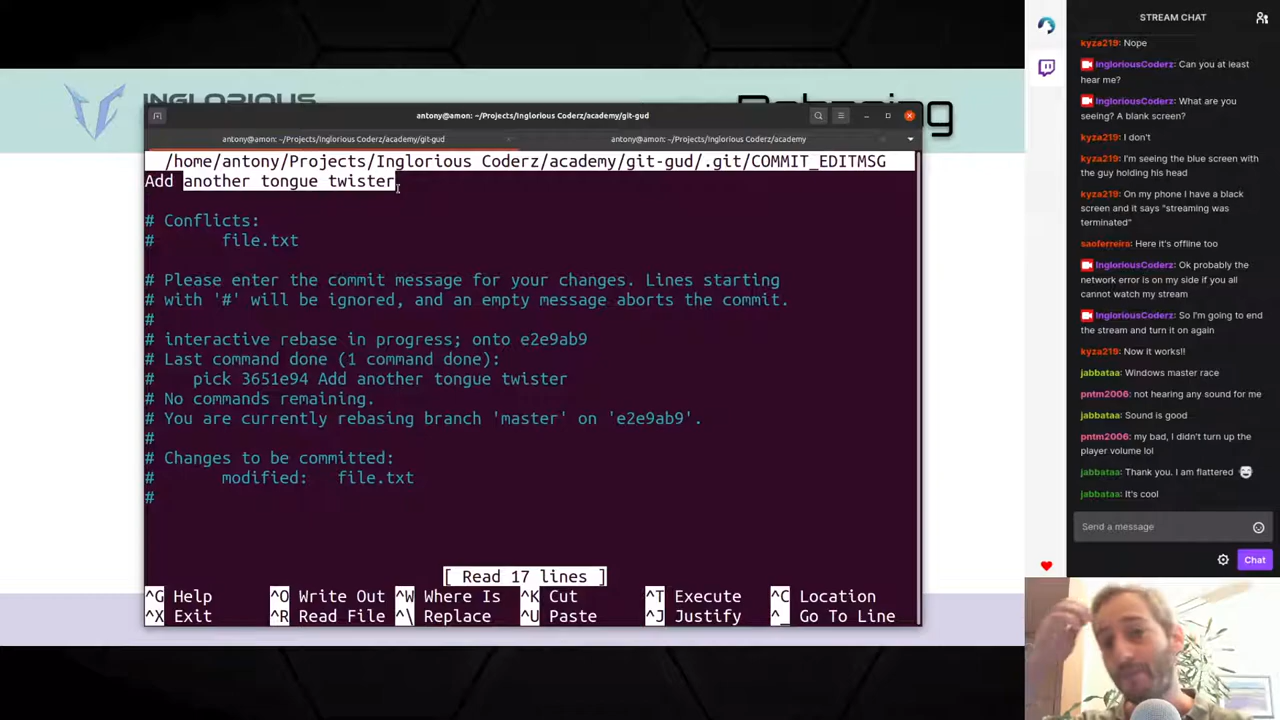 INGLORIOUS
antony@amon: ~/Projects/Inglorious Coderz/academy/git-gud
antony@amon: ~/Projects/Inglorious Coderz/academy/git-gud
antony@amon: ~/Projects/Inglorious Coderz/academy
/home/antony/Projects/Inglorious Coderz/academy/git-gud/.git/COMMIT_EDITMSG
Add another tongue twister
# Conflicts:
#       file.txt
# Please enter the commit message for your changes. Lines starting
# with '#' will be ignored, and an empty message aborts the commit.
#
# interactive rebase in progress; onto e2e9ab9
# Last command done (1 command done):
#    pick 3651e94 Add another tongue twister
# No commands remaining.
# You are currently rebasing branch 'master' on 'e2e9ab9'.
#
# Changes to be committed:
#       modified:   file.txt
#
[ Read 17 lines ]
^G Help ^O Write Out ^W Where Is ^K Cut ^T Execute ^C Location
^X Exit ^R Read File ^\ Replace ^U Paste ^J Justify ^_ Go To Line
STREAM CHAT
kyza219: Nope
IngloriousCoderz: Can you at least
hear me?
IngloriousCoderz: What are you
seeing? A blank screen?
kyza219: I don't
kyza219: I'm seeing the blue screen with
the guy holding his head
kyza219: On my phone I have a black
screen and it says "streaming was
terminated"
saoferreira: Here it's offline too
IngloriousCoderz: Ok probably the
network error is on my side if you all
cannot watch my stream
IngloriousCoderz: So I'm going to end
the stream and turn it on again
kyza219: Now it works!!
jabbataa: Windows master race
pntm2006: not hearing any sound for me
jabbataa: Sound is good
pntm2006: my bad, I didn't turn up the
player volume lol
jabbataa: Thank you. I am flattered
jabbataa: It's cool
Send a message
Chat